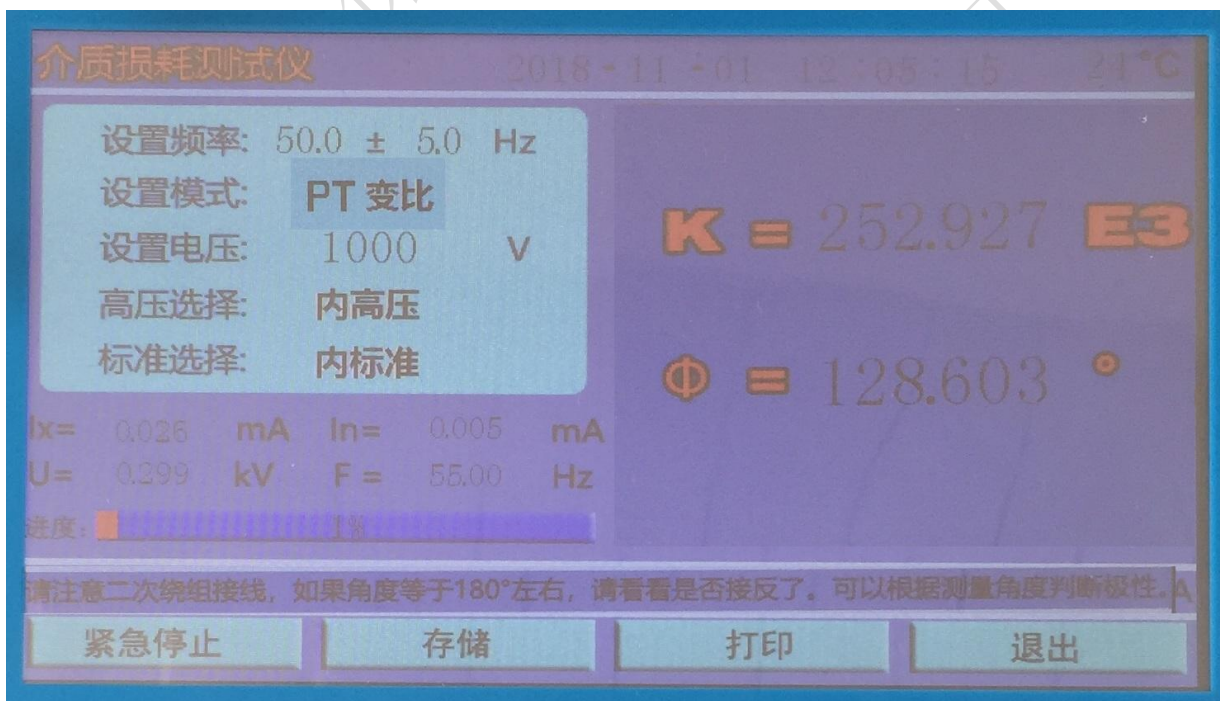 介质损耗测试仪 2018-11-01 12:05:15 24℃
设置频率: 50.0 ± 5.0 Hz
设置模式: PT 变比
设置电压: 1000 V
高压选择: 内高压
标准选择: 内标准
K = 252.927 E3
Φ = 128.603 °
Ix= 0.026 mA In= 0.005 mA
U= 0.299 kV F = 55.00 Hz
进度: 1%
请注意二次绕组接线, 如果角度等于180°左右, 请看看是否接反了。可以根据测量角度判断极性。A
紧急停止 存储 打印 退出